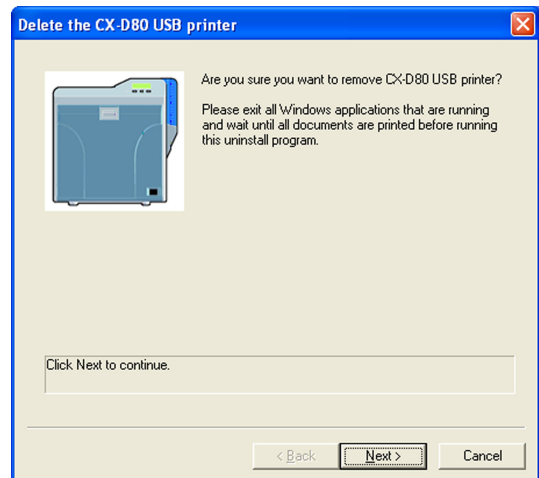 Delete the CX-D80 USB printer
Are you sure you want to remove CX-D80 USB printer?
Please exit all Windows applications that are running
and wait until all documents are printed before running
this uninstall program.
Click Next to continue.
< Back
Next >
Cancel